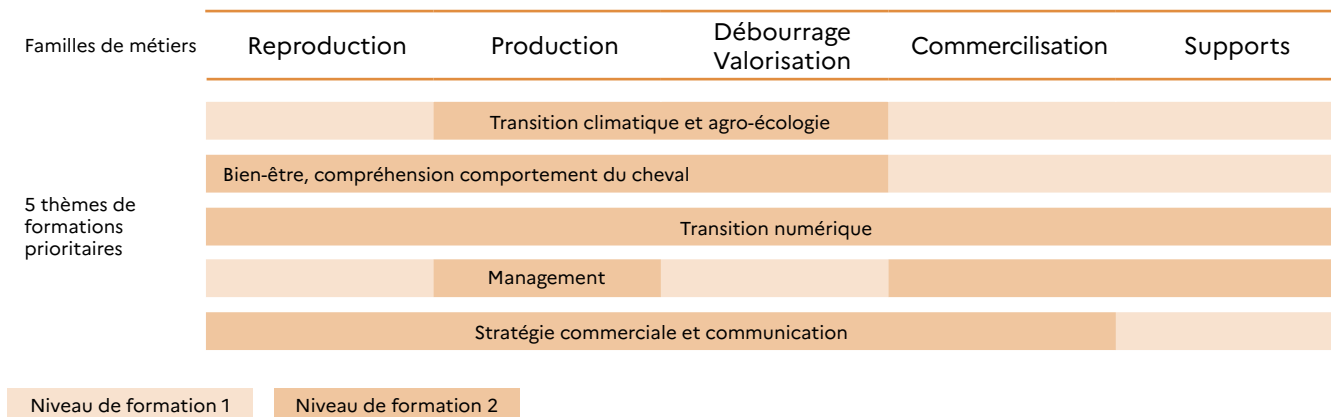 Familles de métiers
Reproduction
Production
Débourrage
Valorisation
Commercilisation
Supports
Transition climatique et agro-écologie
Bien-être, compréhension comportement du cheval
5 thèmes de
formations
prioritaires
Transition numérique
Management
Stratégie commerciale et communication
Niveau de formation 1
Niveau de formation 2